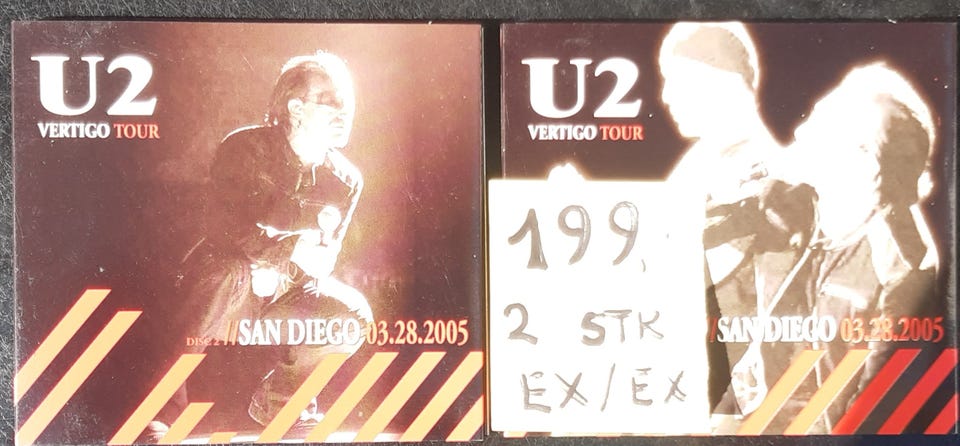 U2
VERTIGO TOUR
DISC 2 //SAN DIEGO 03.28.2005
U2
VERTIGO TOUR
/SAN DIEGO 03.28.2005
199,
2 STK
EX/EX